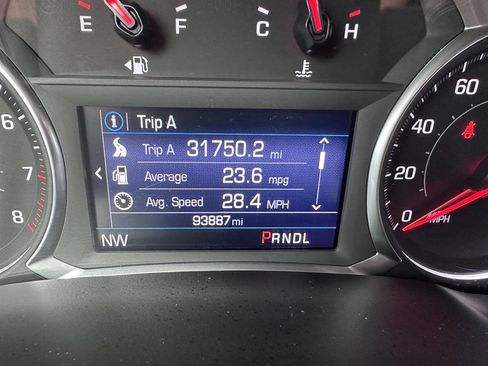 E F C H
Trip A
Trip A 31750.2 mi
Average 23.6 mpg
Avg. Speed 28.4 MPH
93887 mi
NW PRNDL
6
7
8
60
40
20
0 MPH